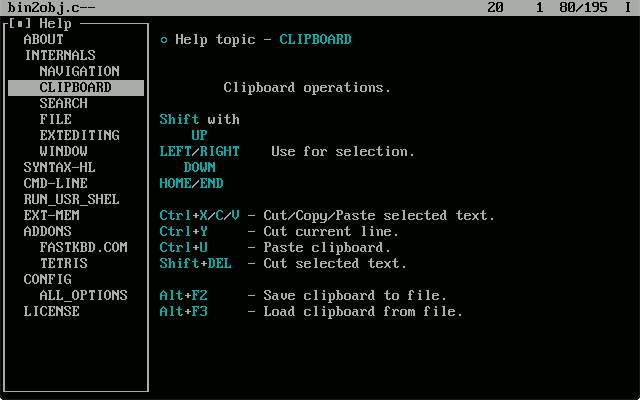 bin2obj.c-- 20 1 80/195 I
[▪] Help
ABOUT
INTERNALS
NAVIGATION
CLIPBOARD
SEARCH
FILE
EXTEDITING
WINDOW
SYNTAX-HL
CMD-LINE
RUN_USR_SHEL
EXT-MEM
ADDONS
FASTKBD.COM
TETRIS
CONFIG
ALL_OPTIONS
LICENSE
o Help topic - CLIPBOARD
Clipboard operations.
Shift with
UP
LEFT/RIGHT Use for selection.
DOWN
HOME/END
Ctrl+X/C/V - Cut/Copy/Paste selected text.
Ctrl+Y - Cut current line.
Ctrl+U - Paste clipboard.
Shift+DEL - Cut selected text.
Alt+F2 - Save clipboard to file.
Alt+F3 - Load clipboard from file.